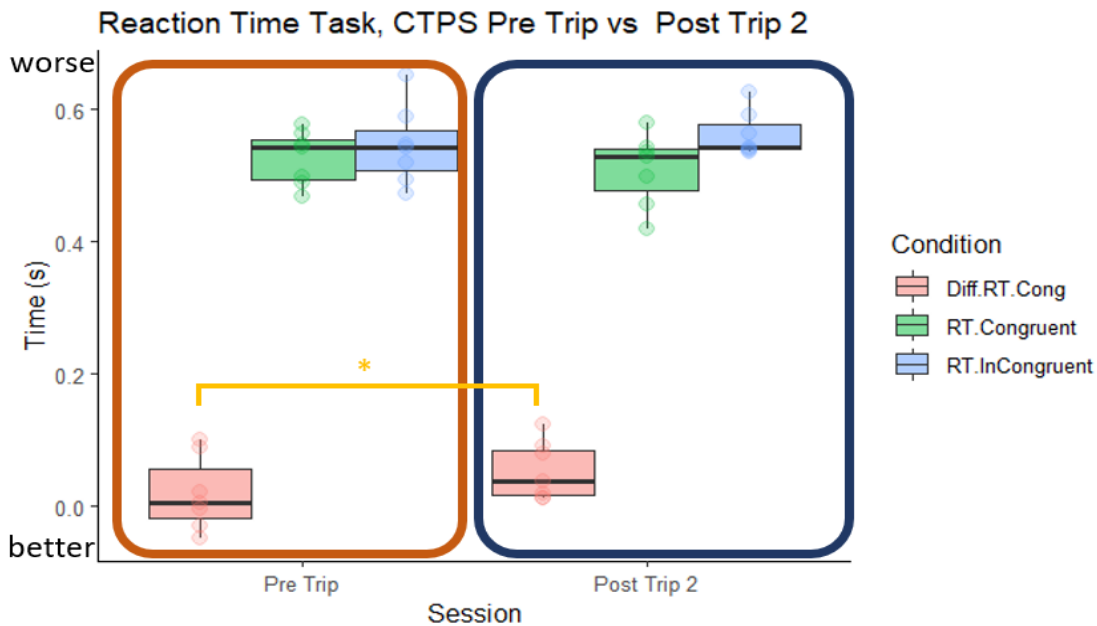 Reaction Time Task, CTPS Pre Trip vs  Post Trip 2
worse
0.6
0.4
0.2
0.0
better
Time (s)
*
Pre Trip
Post Trip 2
Session
Condition
Diff.RT.Cong
RT.Congruent
RT.InCongruent